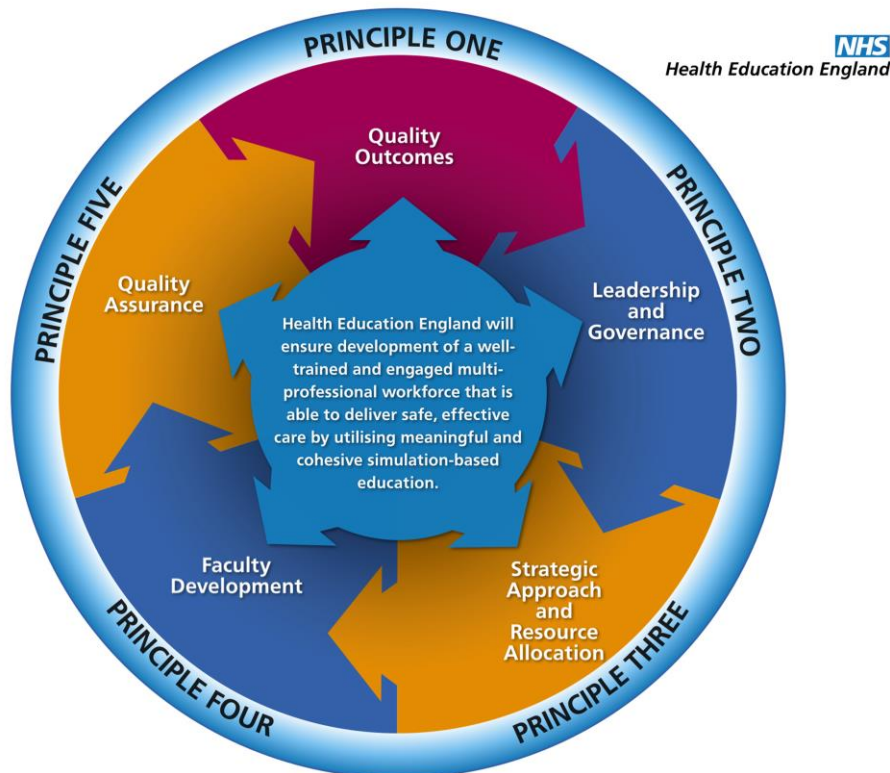 PRINCIPLE ONE
NHS
Health Education England
Quality
Outcomes
PRINCIPLE TWO
Leadership
and
Governance
PRINCIPLE THREE
Strategic
Approach
and
Resource
Allocation
PRINCIPLE FOUR
Faculty
Development
PRINCIPLE FIVE
Quality
Assurance
Health Education England will
ensure development of a well-
trained and engaged multi-
professional workforce that is
able to deliver safe, effective
care by utilising meaningful and
cohesive simulation-based
education.